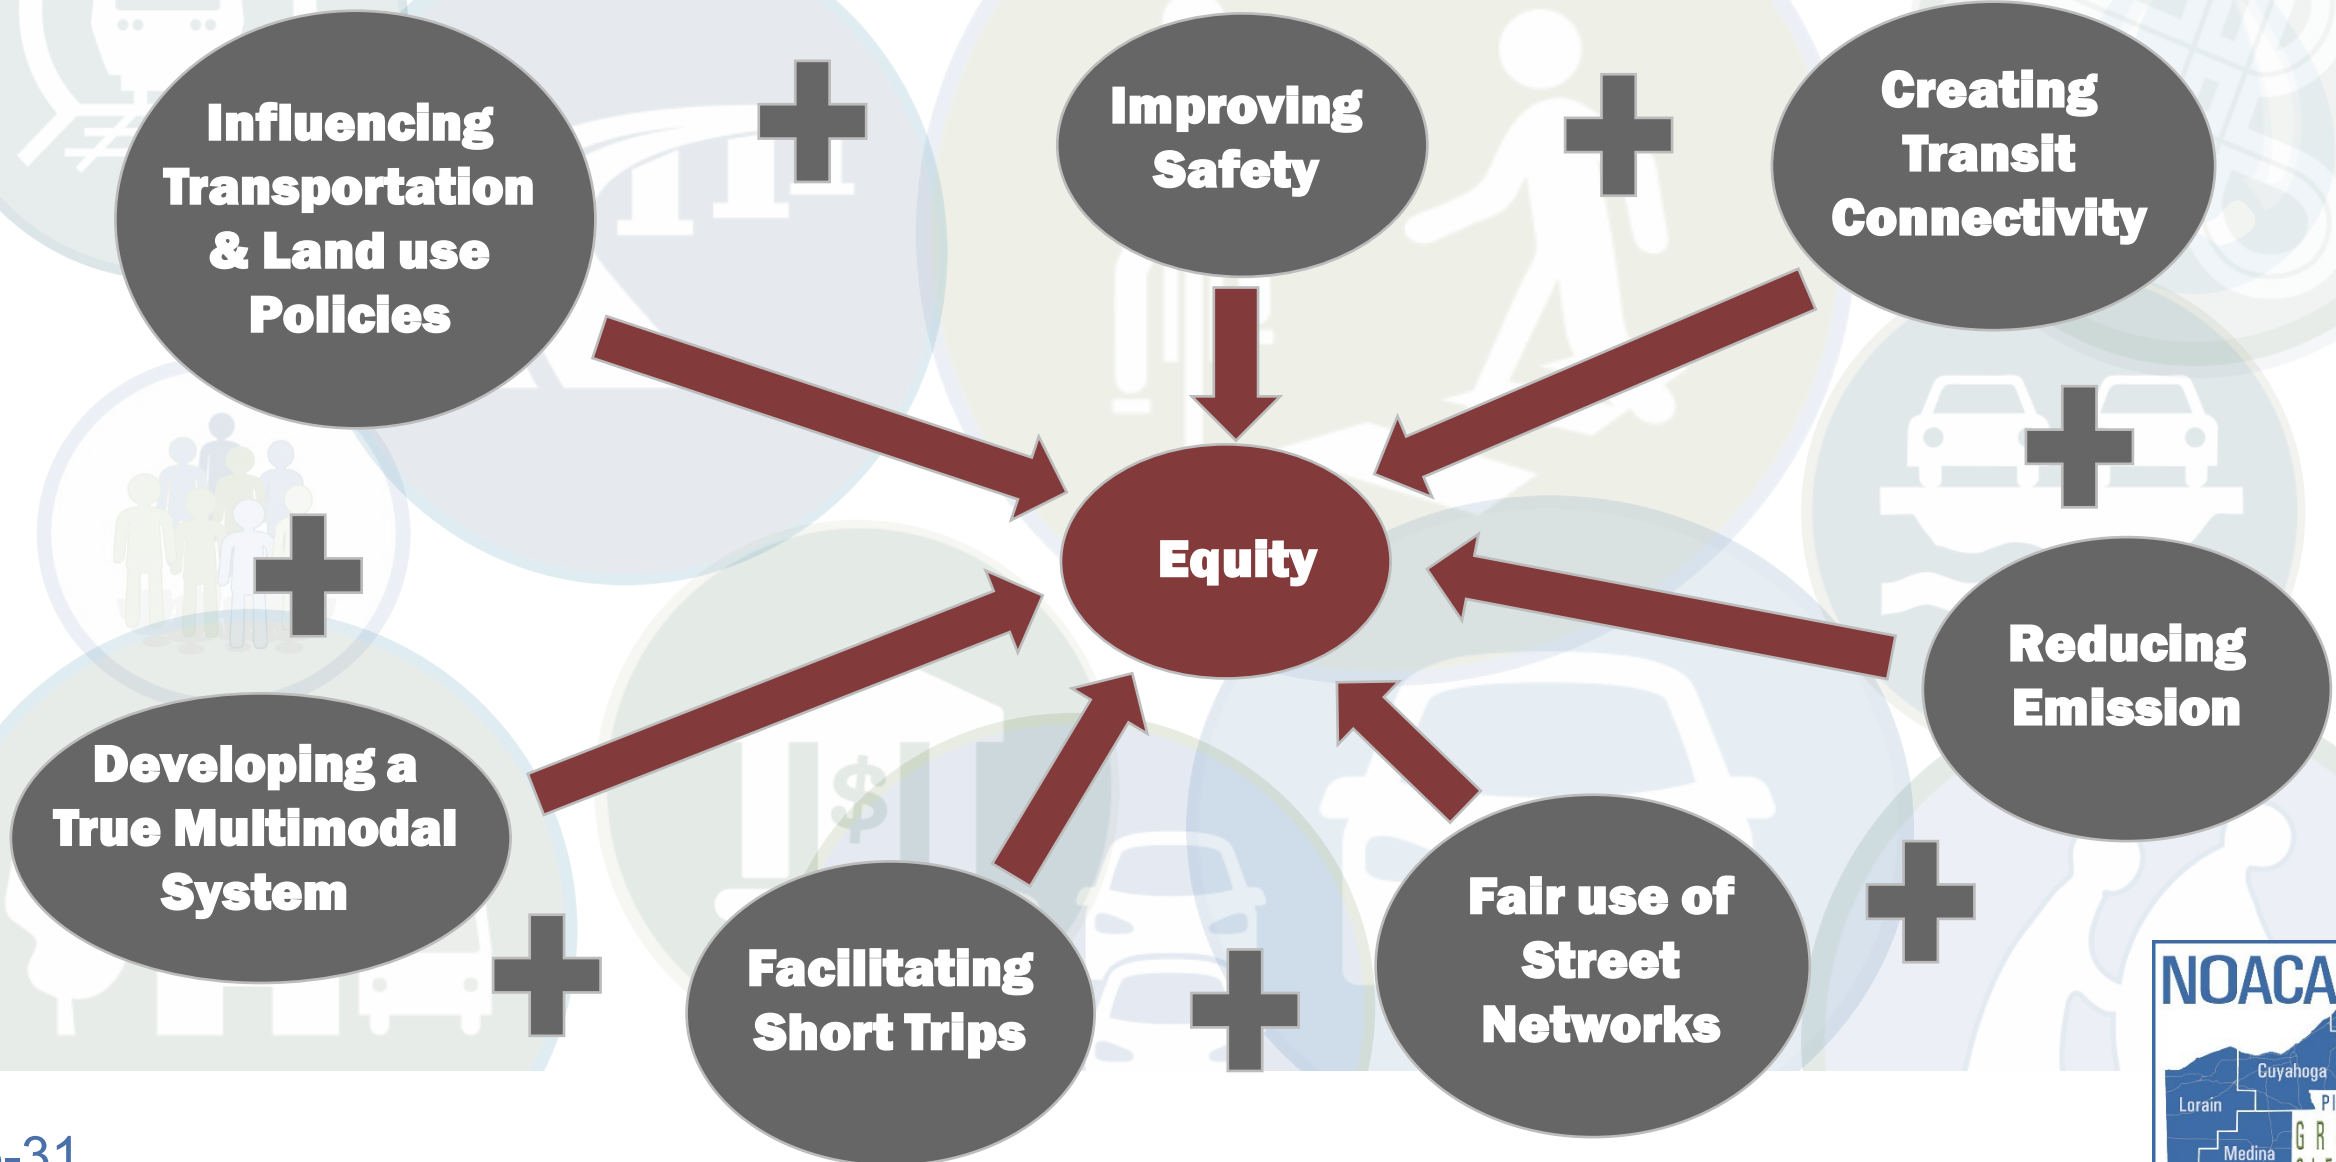 Influencing
Transportation
& Land use
Policies
Improving
Safety
Creating
Transit
Connectivity
Equity
Reducing
Emission
Developing a
True Multimodal
System
Facilitating
Short Trips
Fair use of
Street
Networks
$
NOACA
Cuyahoga
Lorain
Medina
-31